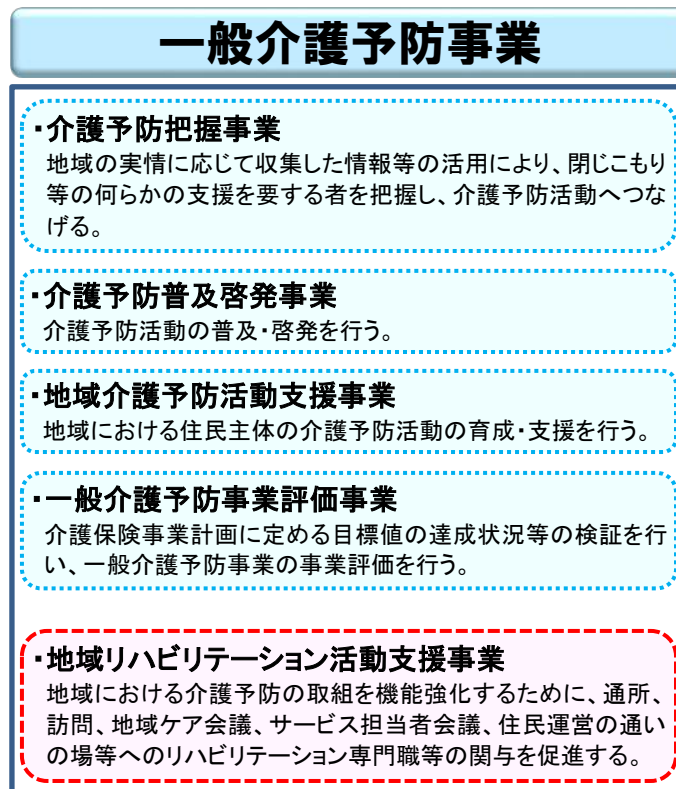 一般介護予防事業
・介護予防把握事業
地域の実情に応じて収集した情報等の活用により、閉じこもり
等の何らかの支援を要する者を把握し、介護予防活動へつな
げる。
・介護予防普及啓発事業
介護予防活動の普及・啓発を行う。
・地域介護予防活動支援事業
地域における住民主体の介護予防活動の育成・支援を行う。
・一般介護予防事業評価事業
介護保険事業計画に定める目標値の達成状況等の検証を行
い、一般介護予防事業の事業評価を行う。
・地域リハビリテーション活動支援事業
地域における介護予防の取組を機能強化するために、通所、
訪問、地域ケア会議、サービス担当者会議、住民運営の通い
の場等へのリハビリテーション専門職等の関与を促進する。